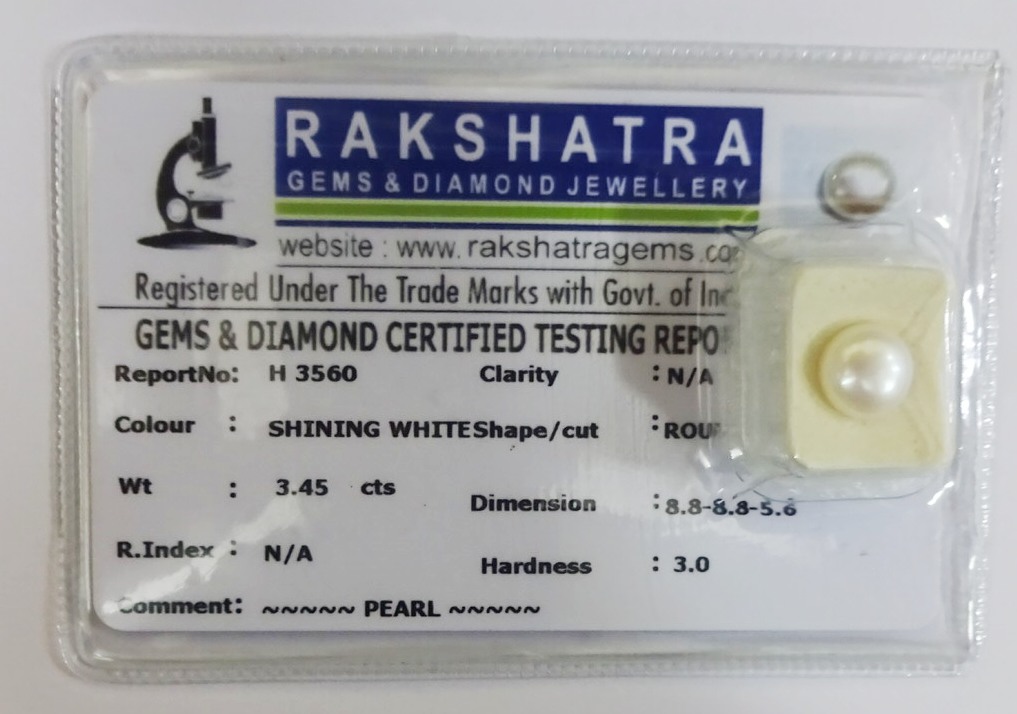 RAKSHATRA
GEMS & DIAMOND JEWELLERY
website : www.rakshatragems.co
Registered Under The Trade Marks with Govt. of
GEMS & DIAMOND CERTIFIED TESTING REPO
ReportNo: H 3560 Clarity : N/A
Colour : SHINING WHITE Shape/cut :
Wt : 3.45 cts Dimension : 8.8-8.8-5.6
R.Index : N/A Hardness : 3.0
Comment: ~~~~~ PEARL ~~~~~